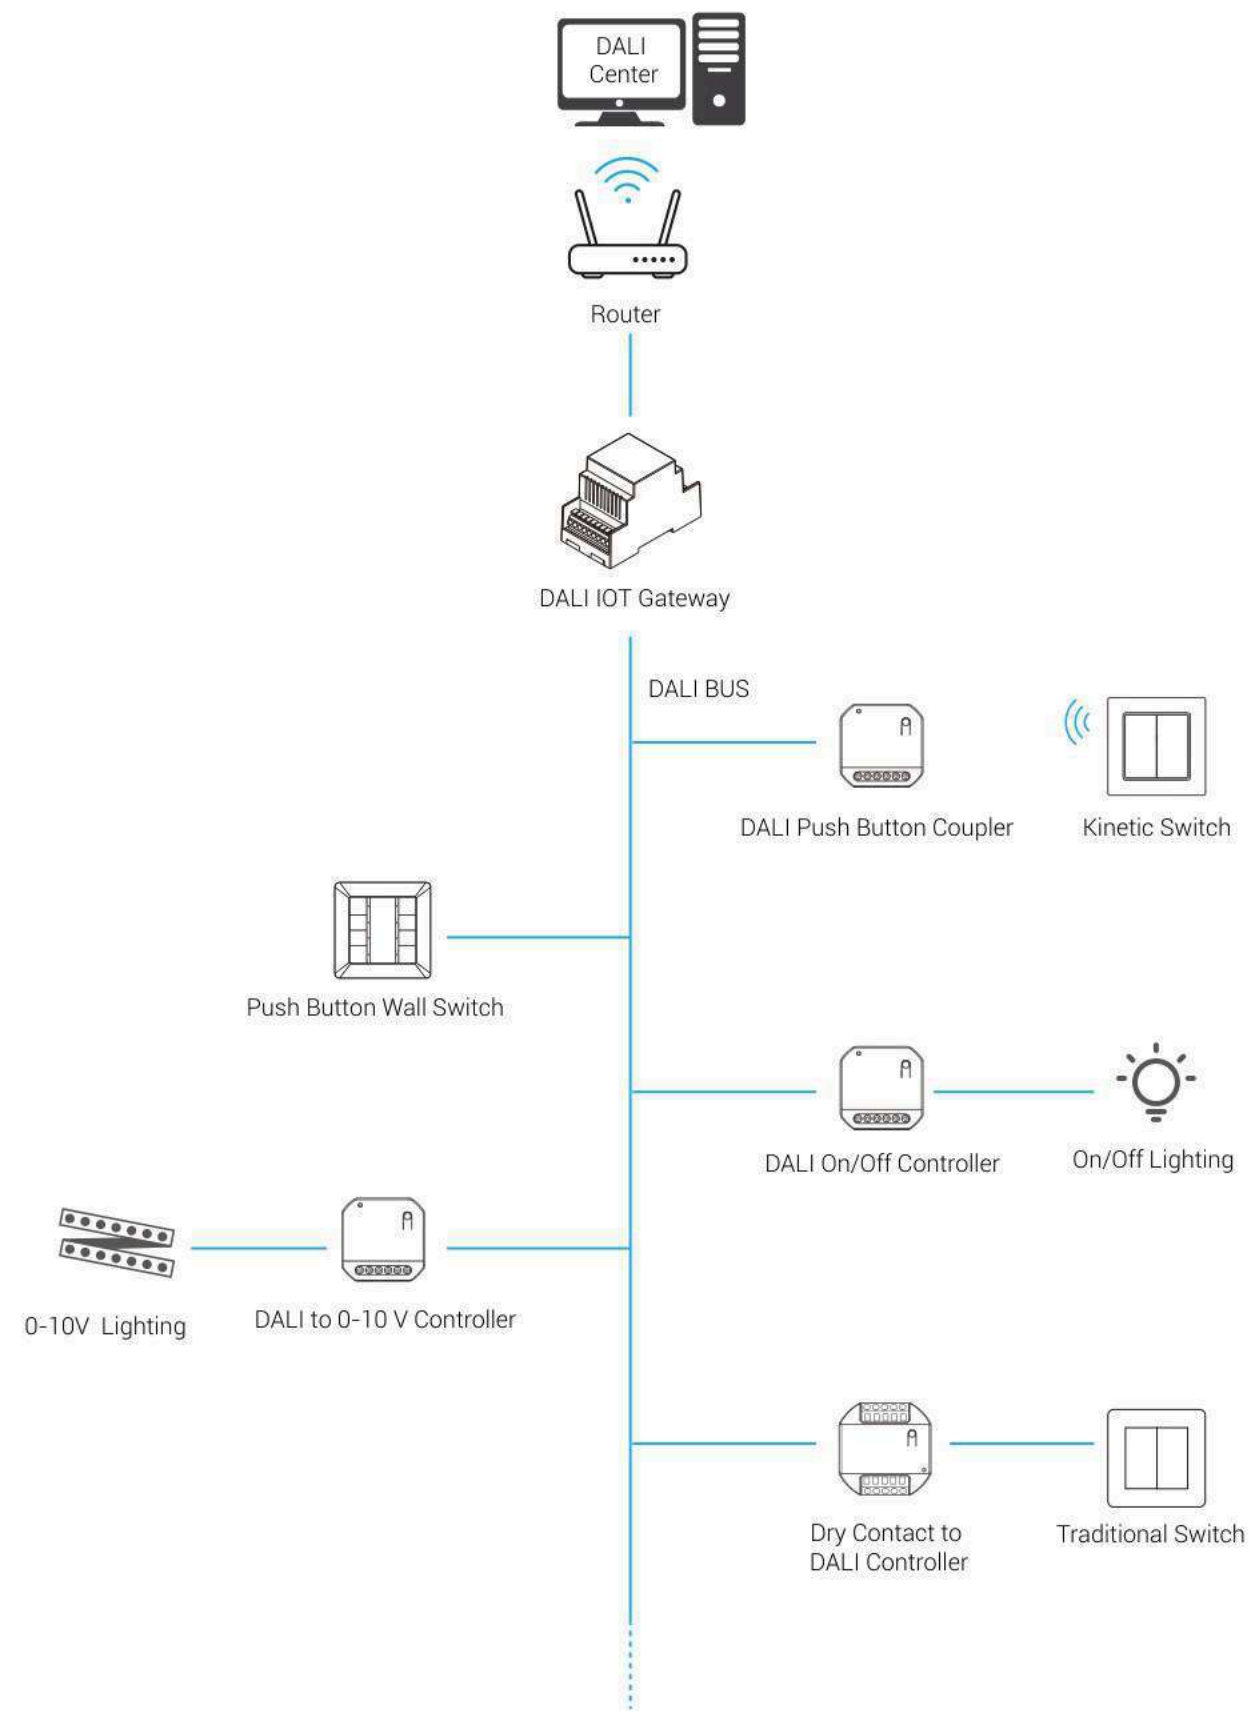 DALI
Center
Router
DALI IOT Gateway
DALI BUS
DALI Push Button Coupler
Kinetic Switch
Push Button Wall Switch
DALI On/Off Controller
On/Off Lighting
0-10V Lighting
DALI to 0-10 V Controller
Dry Contact to
DALI Controller
Traditional Switch